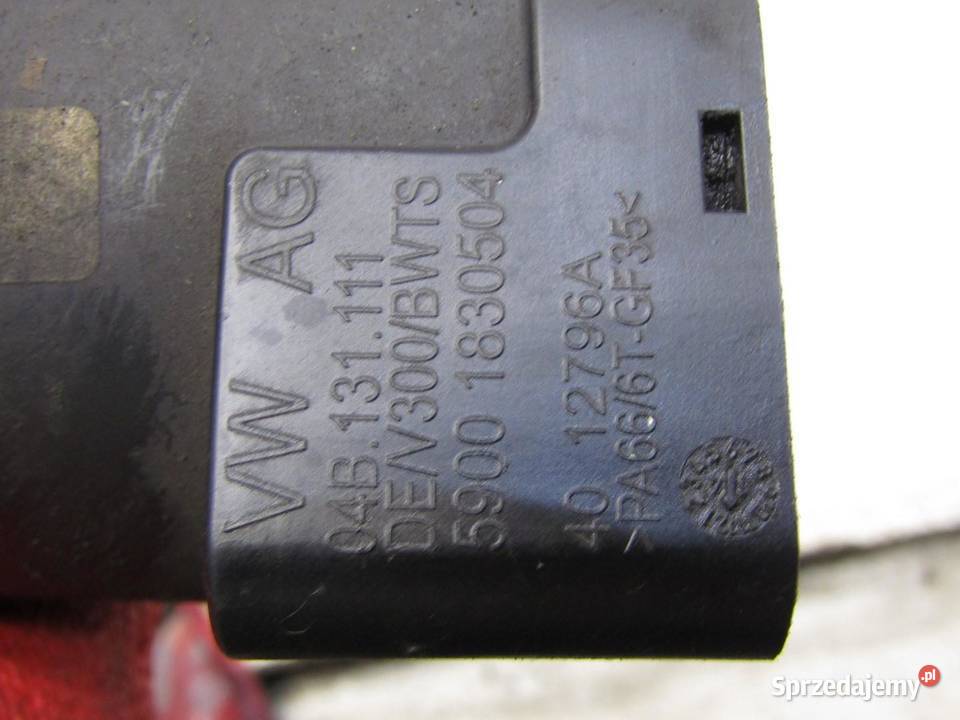 VW AG
04B.131.111
DE/V300/BWTS
5900 1830504
40 12796A
>PA66/6T-GF35<
Sprzedajemy.pl